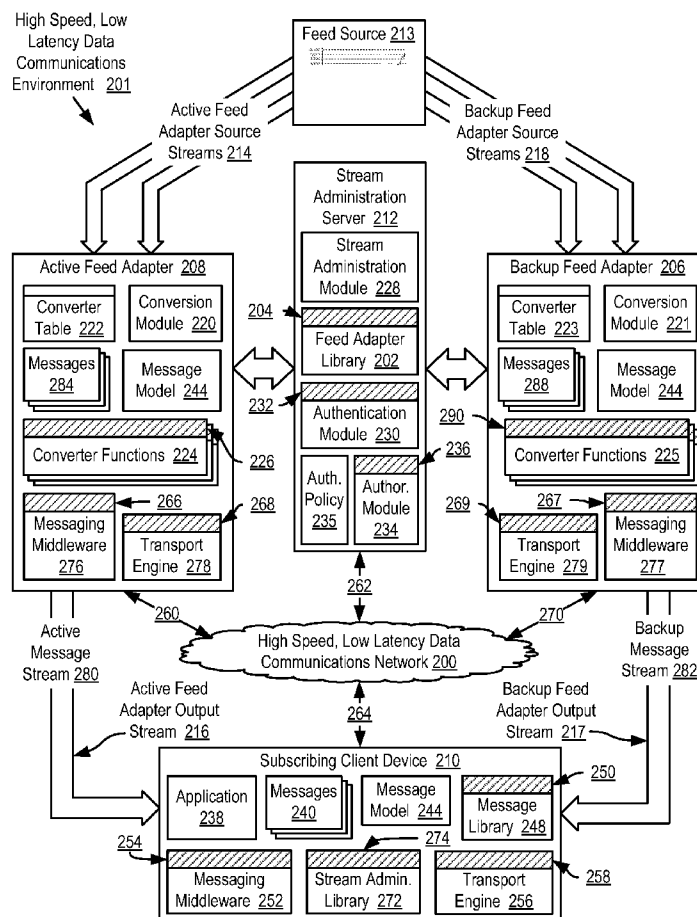 High Speed, Low
Latency Data
Communications
Environment 201
Feed Source 213
Active Feed
Adapter Source
Streams 214
Backup Feed
Adapter Source
Streams 218
Stream
Administration
Server 212
Stream
Administration
Module 228
204
Feed Adapter
Library 202
232
Authentication
Module 230
236
Auth.
Policy
235
Author.
Module
234
Active Feed Adapter 208
Converter
Table 222
Conversion
Module 220
Messages
284
Message
Model 244
Converter Functions 224
226
266
268
Messaging
Middleware
276
Transport
Engine 278
Backup Feed Adapter 206
Converter
Table 223
Conversion
Module 221
Messages
288
Message
Model 244
290
Converter Functions 225
267
269
Transport
Engine 279
Messaging
Middleware
277
262
260
270
Active
Message
Stream 280
High Speed, Low Latency Data
Communications Network 200
Backup
Message
Stream 282
Active Feed
Adapter Output
Stream 216
264
Backup Feed
Adapter Output
Stream 217
Subscribing Client Device 210
Application
238
Messages
240
Message
Model 244
250
Message
Library 248
254
274
258
Messaging
Middleware 252
Stream Admin.
Library 272
Transport
Engine 256